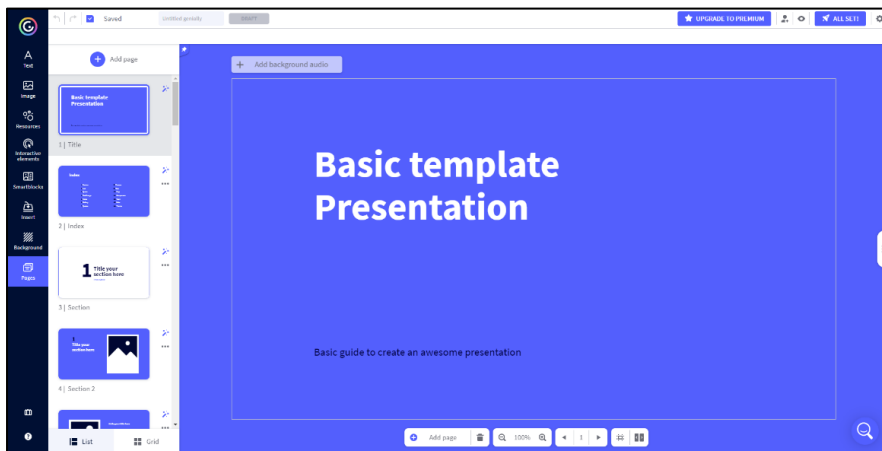 Saved
Untitled genially
DRAFT
UPGRADE TO PREMIUM
ALL SET!
Text
Image
Resources
Interactive
elements
Smartblocks
Insert
Background
Pages
Add page
Basic template
Presentation
1 | Title
Index
2 | Index
1 Title your
section here
3 | Section
Title your
section here
4 | Section 2
List
Grid
+ Add background audio
Basic template
Presentation
Basic guide to create an awesome presentation
Add page
100%
1